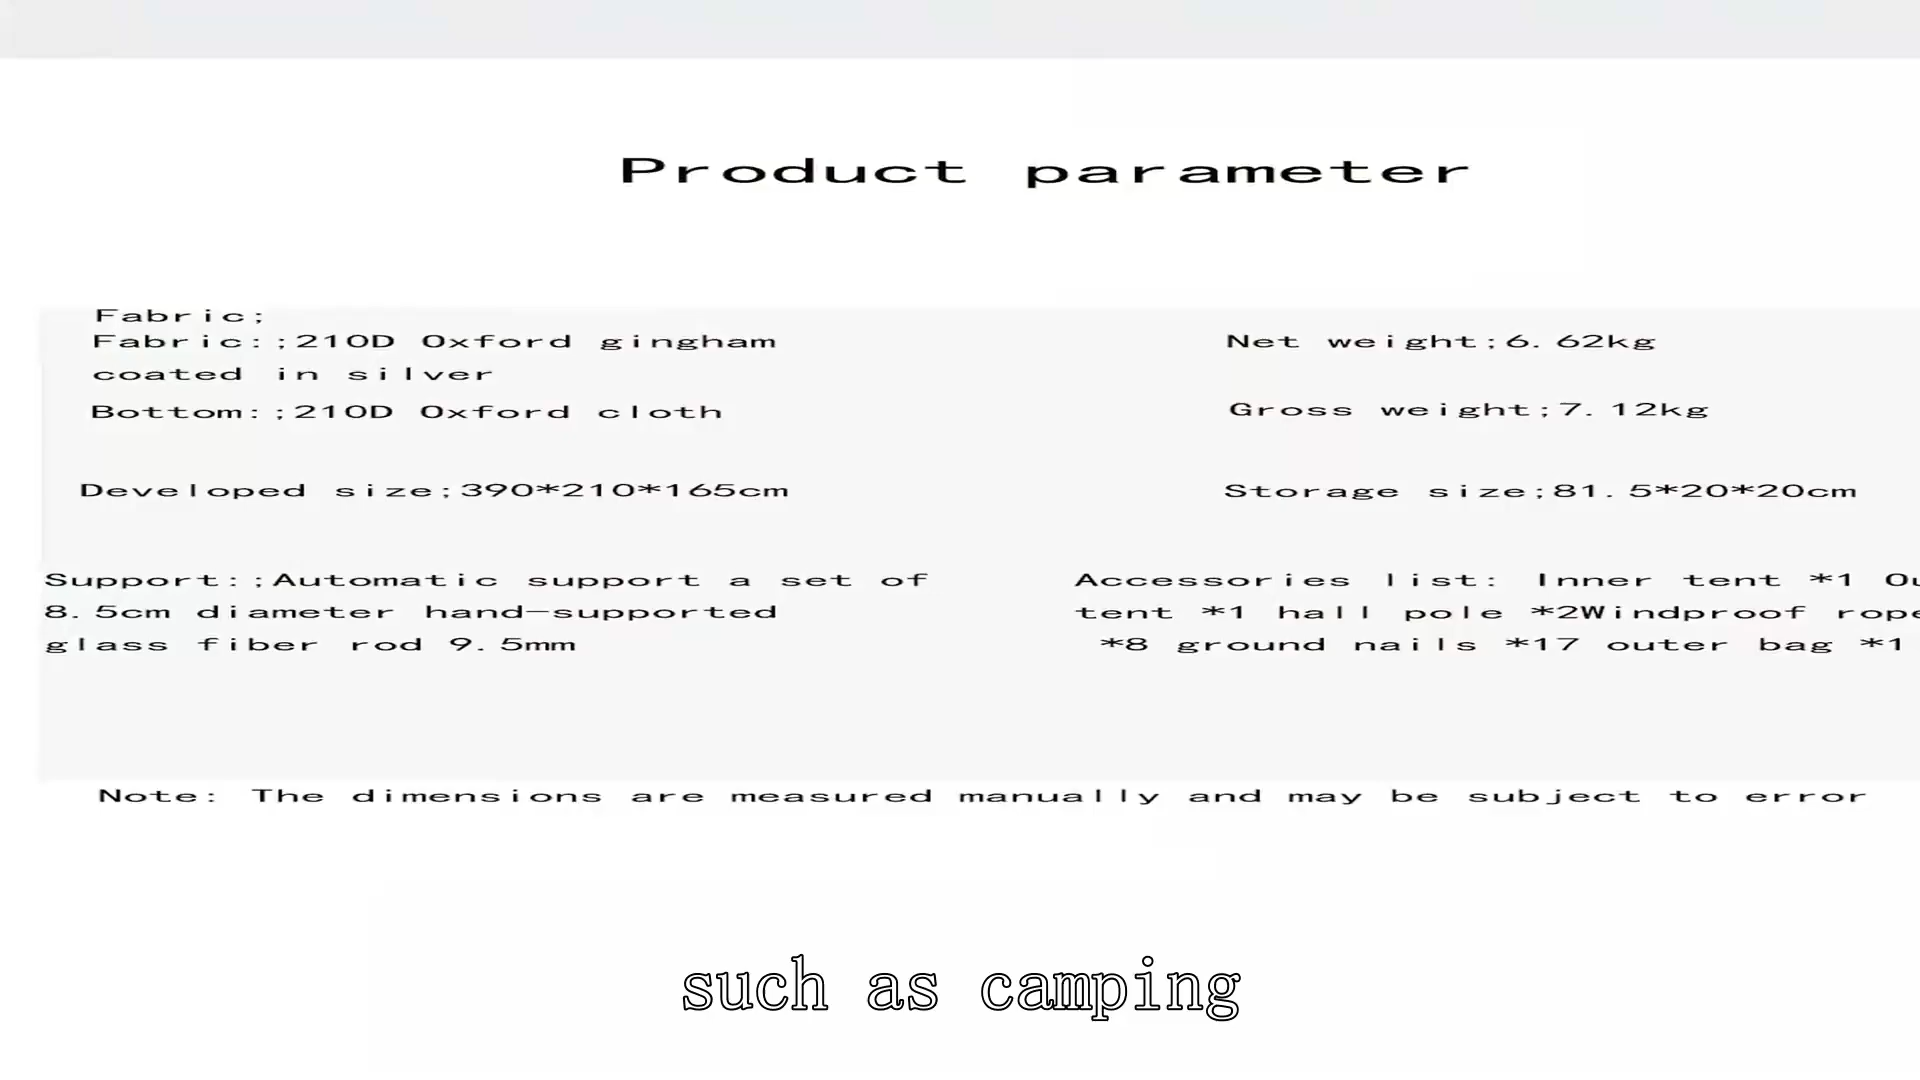 Product parameter
Fabric;
Fabric:;210D Oxford gingham
coated in silver
Bottom:;210D Oxford cloth
Developed size;390*210*165cm
Support:;Automatic support a set of
8.5cm diameter hand-supported
glass fiber rod 9.5mm
Net weight;6.62kg
Gross weight;7.12kg
Storage size;81.5*20*20cm
Accessories list: Inner tent *1
tent *1 hall pole *2Windproof rope
*8 ground nails *17 outer bag *1
Note: The dimensions are measured manually and may be subject to error
such as camping